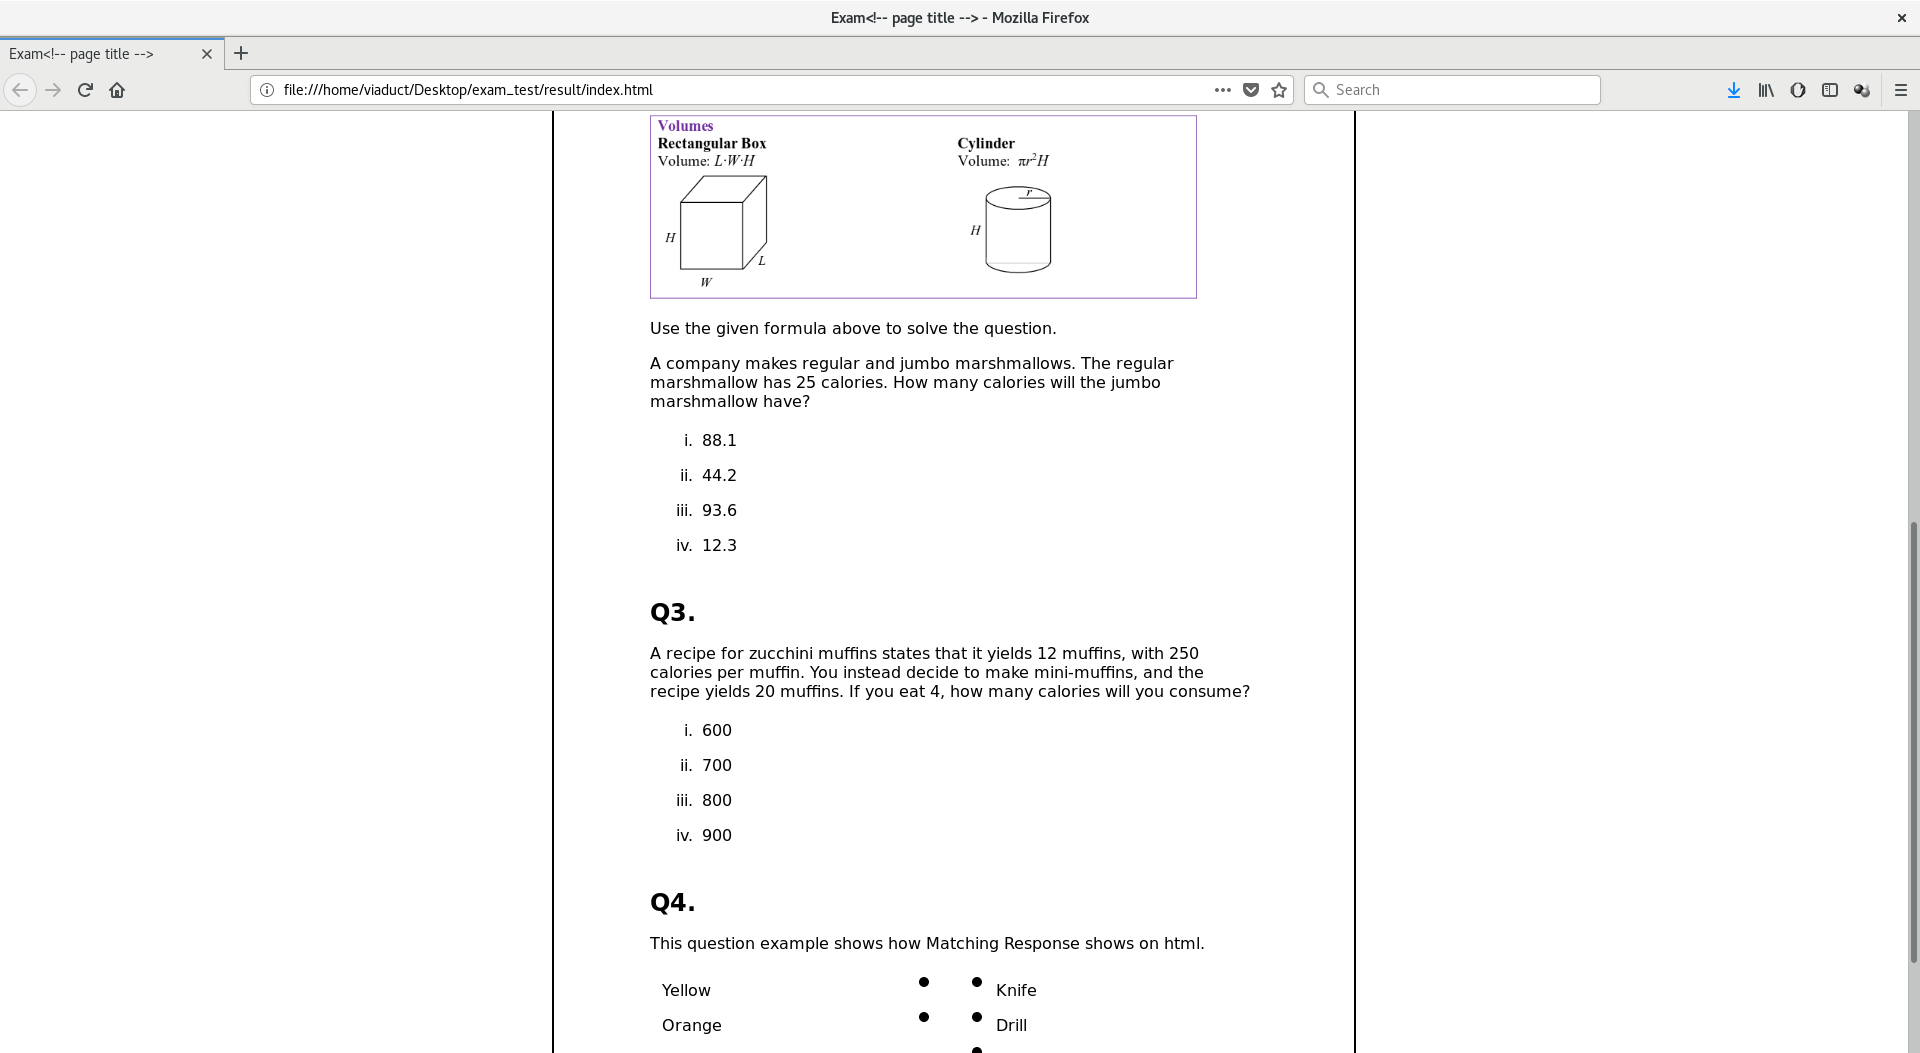 Exam<!-- page title --> - Mozilla Firefox
Exam<!-- page title -->
file:///home/viaduct/Desktop/exam_test/result/index.html
Search
Volumes
Rectangular Box
Cylinder
Volume: L·W·H
Volume: πr²H
r
H
H
L
W
Use the given formula above to solve the question.
A company makes regular and jumbo marshmallows. The regular
marshmallow has 25 calories. How many calories will the jumbo
marshmallow have?
i. 88.1
ii. 44.2
iii. 93.6
iv. 12.3
Q3.
A recipe for zucchini muffins states that it yields 12 muffins, with 250
calories per muffin. You instead decide to make mini-muffins, and the
recipe yields 20 muffins. If you eat 4, how many calories will you consume?
i. 600
ii. 700
iii. 800
iv. 900
Q4.
This question example shows how Matching Response shows on html.
Yellow
Knife
Orange
Drill